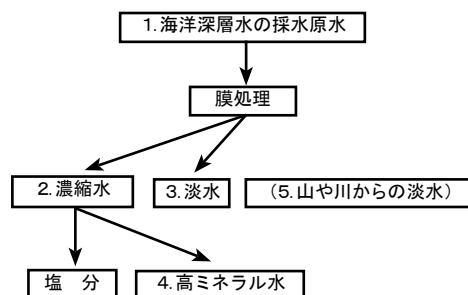 1.海洋深層水の採水原水
膜処理
2.濃縮水
3.淡水
（5.山や川からの淡水）
塩　分
4.高ミネラル水